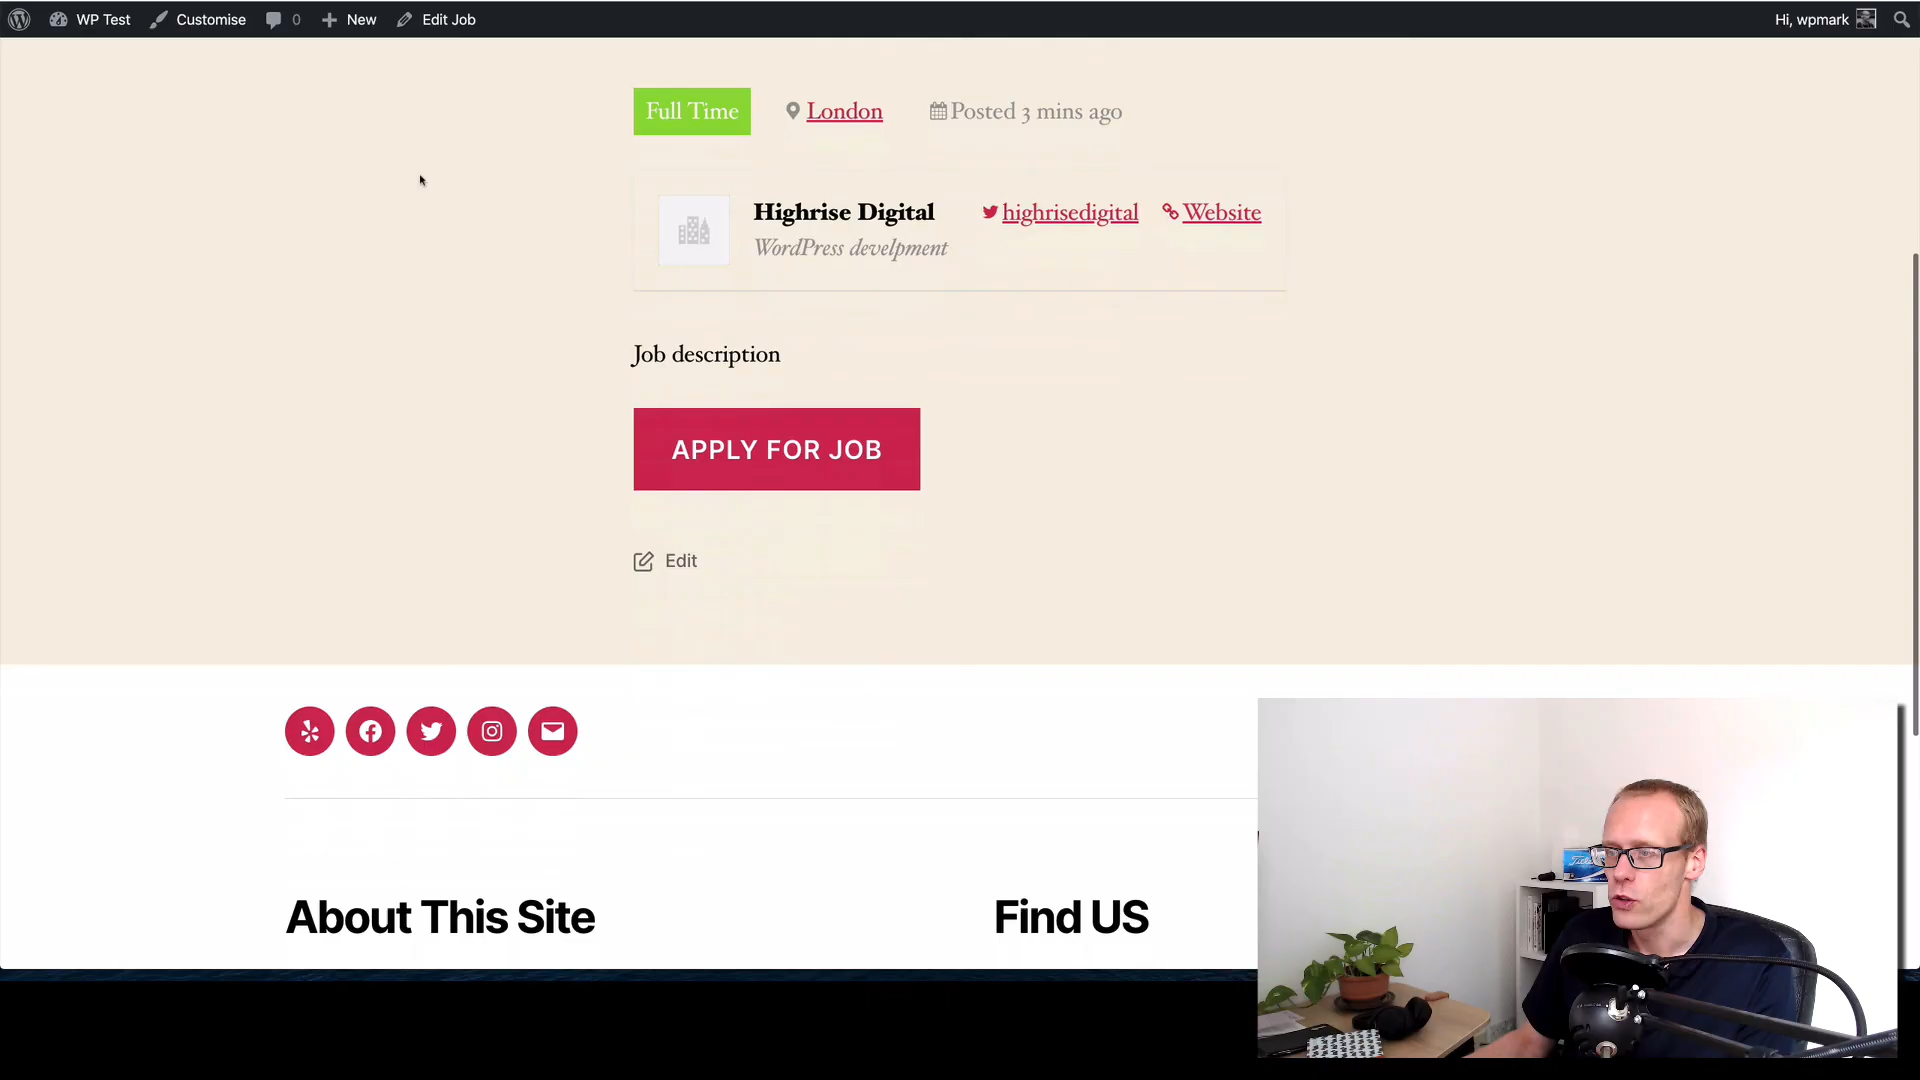 WP Test Customise 0 New Edit Job Hi, wpmark
Full Time London Posted 3 mins ago
Highrise Digital highrisedigital Website
WordPress develpment
Job description
APPLY FOR JOB
Edit
About This Site Find US